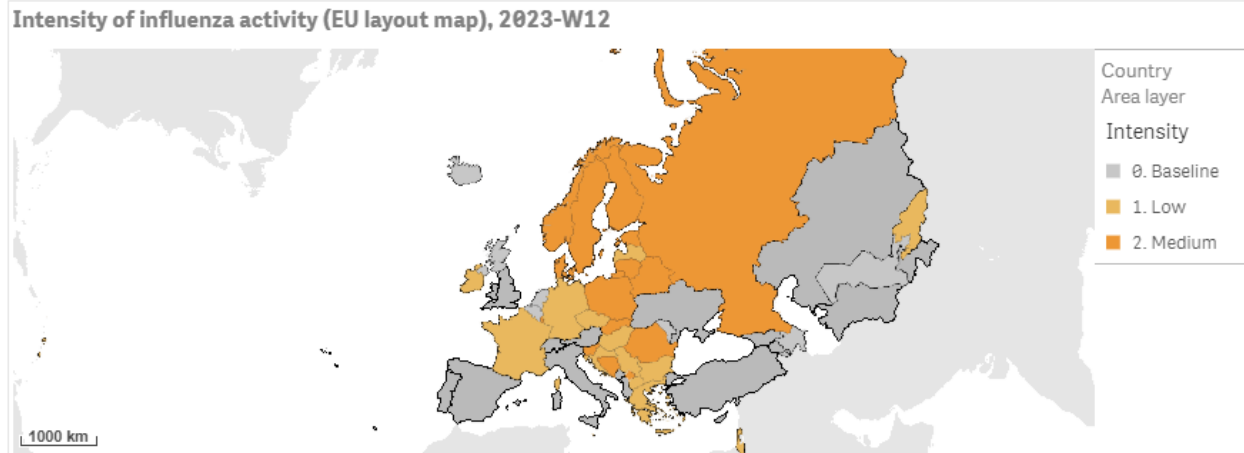 Intensity of influenza activity (EU layout map), 2023-W12
Country
Area layer
Intensity
0. Baseline
1. Low
2. Medium
1000 km